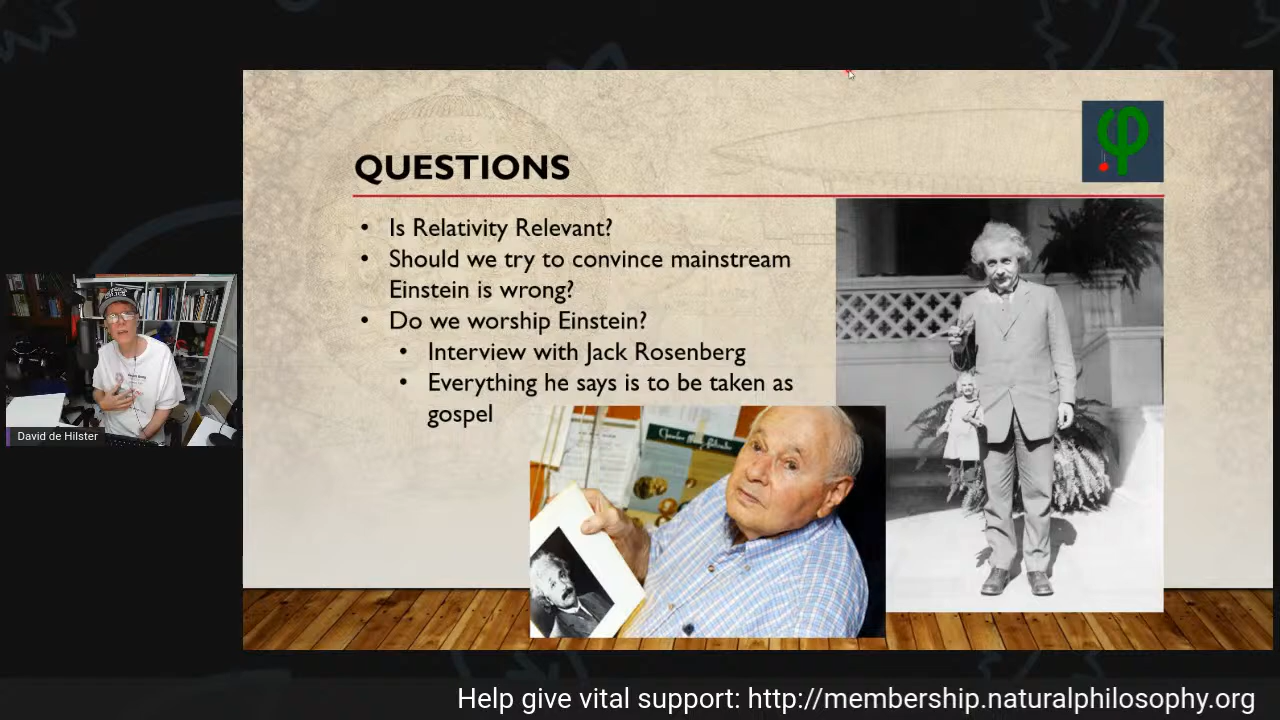 QUESTIONS
• Is Relativity Relevant?
• Should we try to convince mainstream
Einstein is wrong?
• Do we worship Einstein?
• Interview with Jack Rosenberg
• Everything he says is to be taken as
gospel
David de Hilster
Help give vital support: http://membership.naturalphilosophy.org